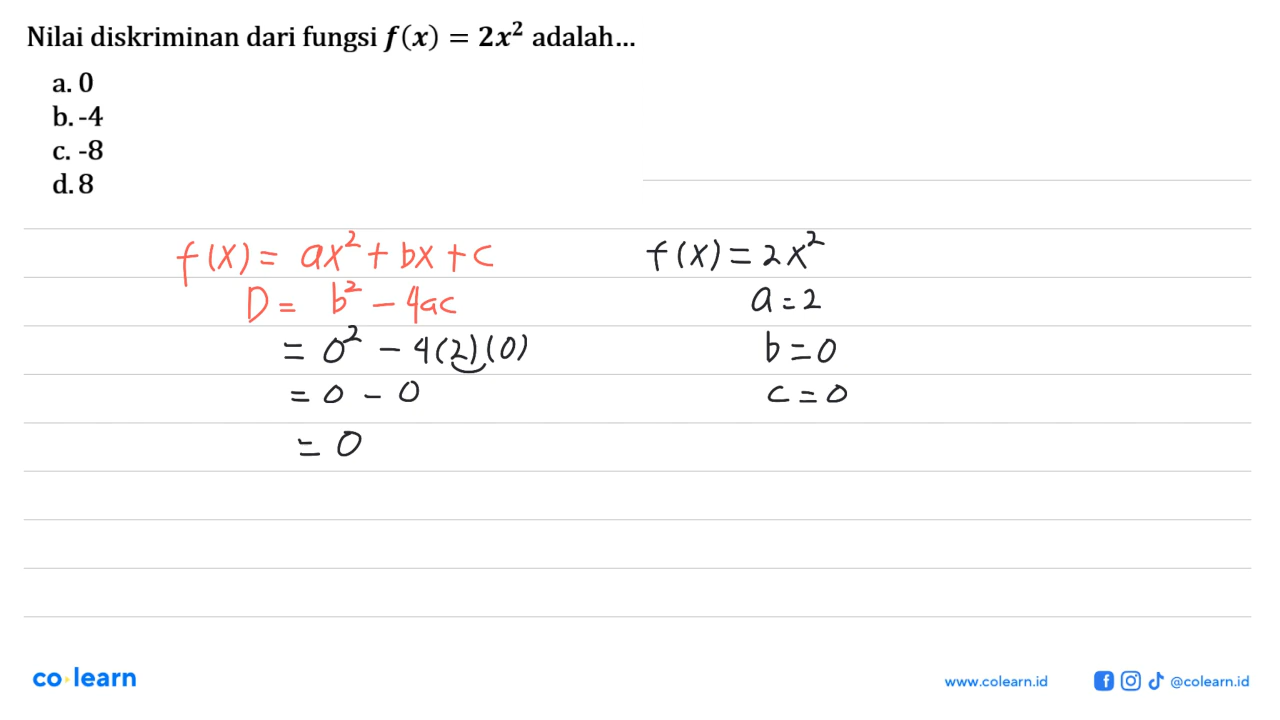 Nilai diskriminan dari fungsi f(x) = 2x² adalah...
a. 0
b. -4
c. -8
d. 8
f(x) = ax² + bx + c
D = b² - 4ac
= 0² - 4(2)(0)
= 0 - 0
= 0
f(x) = 2x²
a = 2
b = 0
c = 0
co·learn
www.colearn.id
@colearn.id